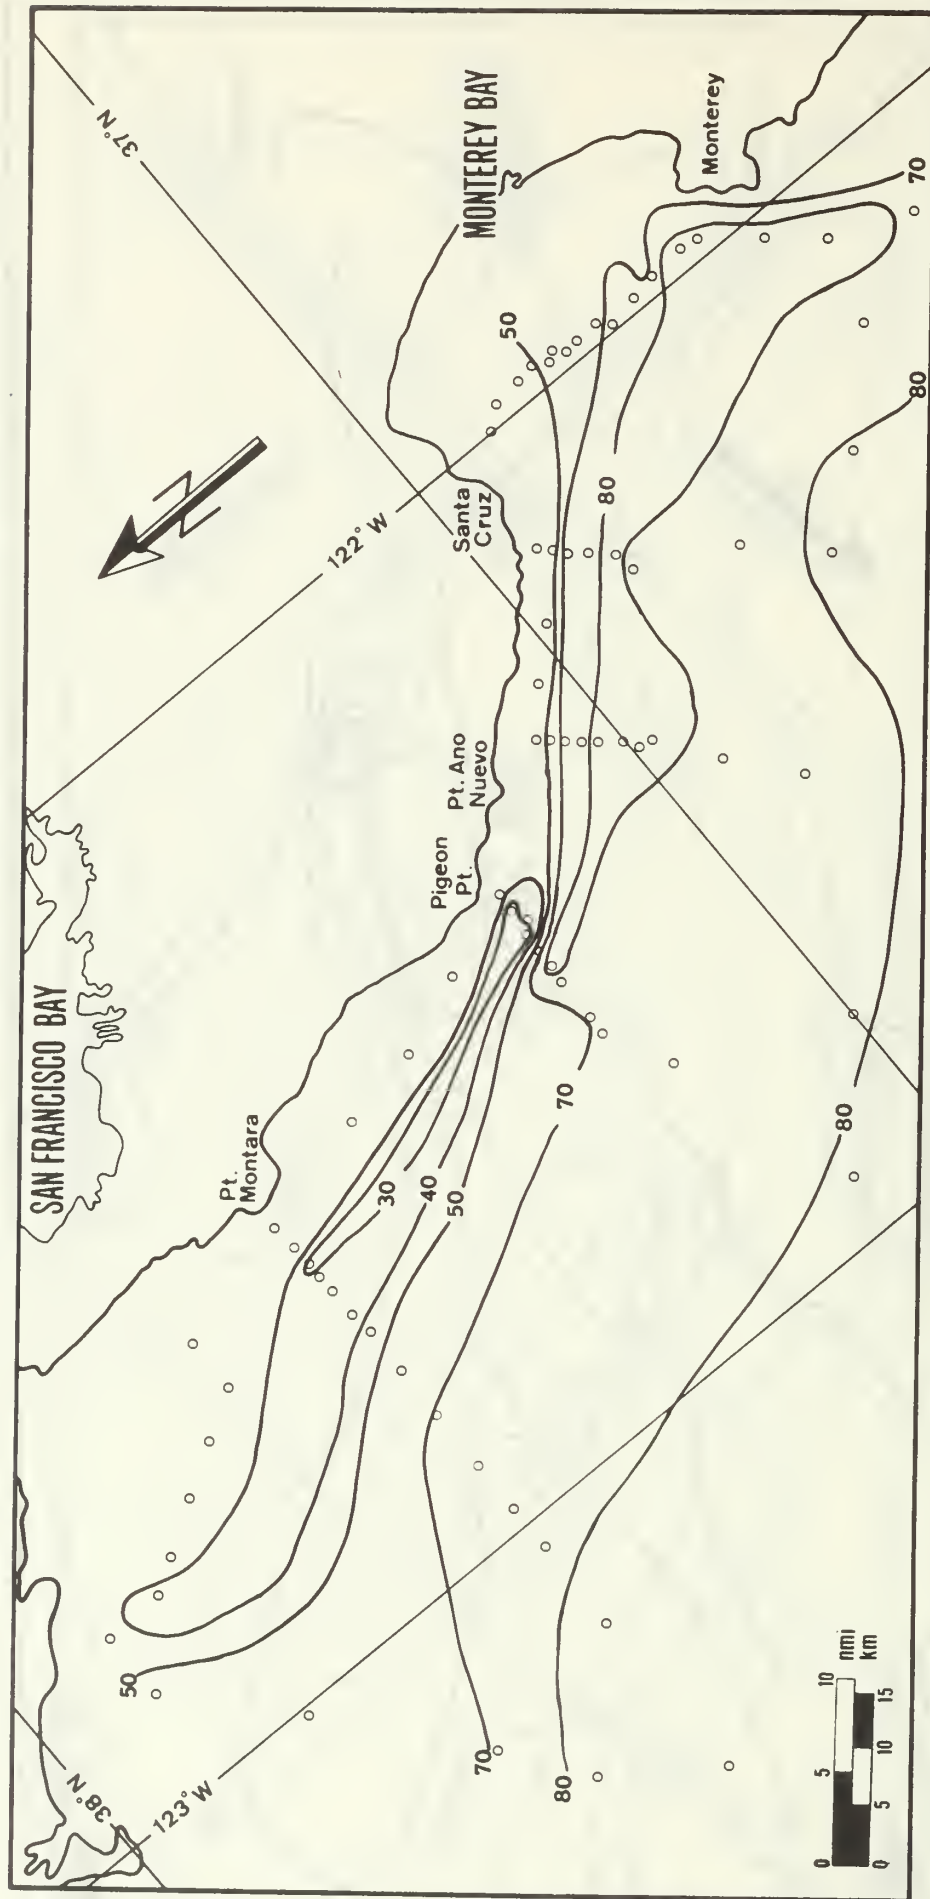 SAN FRANCISCO BAY
MONTEREY BAY
Monterey
Santa
Cruz
Pt. Ano
Nuevo
Pigeon
Pt.
Pt.
Montara
37°N
122°W
38°N
123°W
N
50
80
70
80
70
30
40
50
80
50
70
80
0 5 10 nmi
0 5 10 15 km